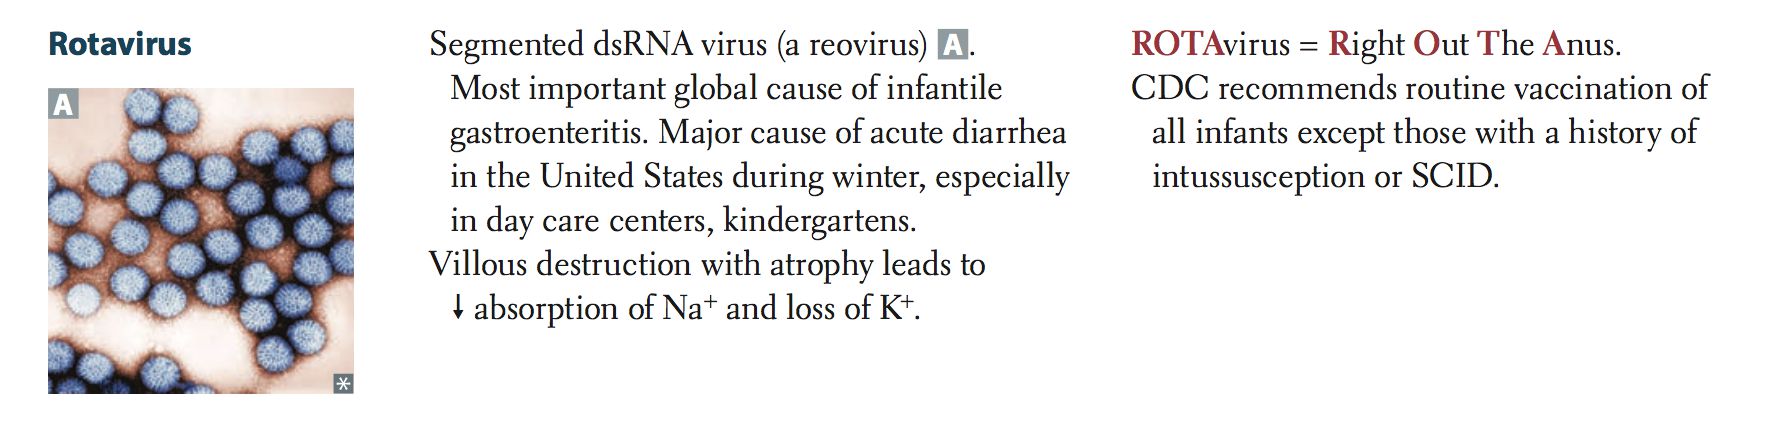 Rotavirus
A
Segmented dsRNA virus (a reovirus) A.
Most important global cause of infantile
gastroenteritis. Major cause of acute diarrhea
in the United States during winter, especially
in day care centers, kindergartens.
Villous destruction with atrophy leads to
↓ absorption of Na⁺ and loss of K⁺.
ROTAvirus = Right Out The Anus.
CDC recommends routine vaccination of
all infants except those with a history of
intussusception or SCID.